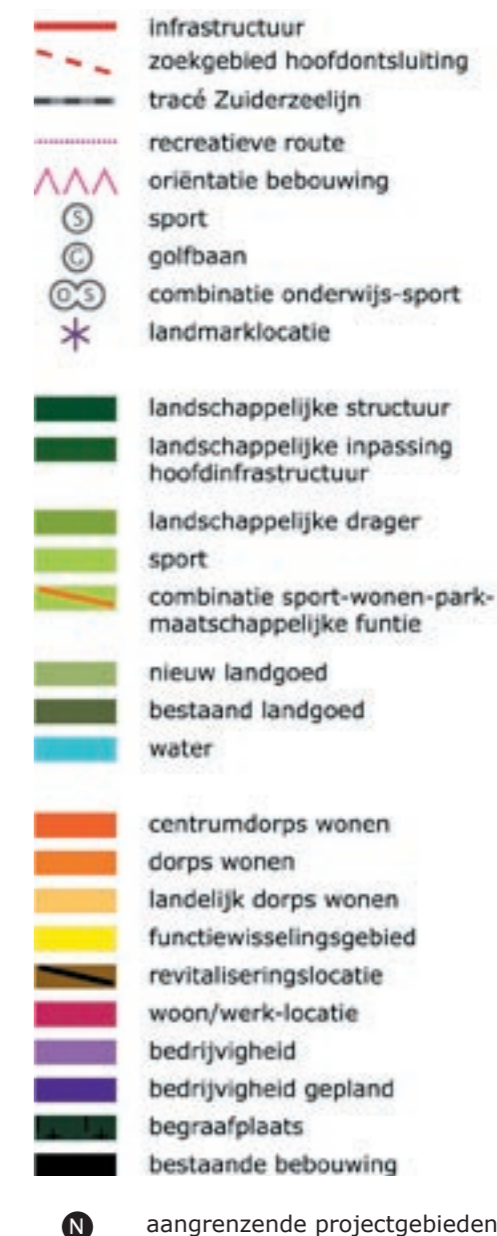 infrastructuur
zoekgebied hoofdontsluiting
tracé Zuiderzeelijn
recreatieve route
oriëntatie bebouwing
S sport
G golfbaan
OS combinatie onderwijs-sport
landmarklocatie
landschappelijke structuur
landschappelijke inpassing
hoofdinfrastructuur
landschappelijke drager
sport
combinatie sport-wonen-park-
maatschappelijke funtie
nieuw landgoed
bestaand landgoed
water
centrumdorps wonen
dorps wonen
landelijk dorps wonen
functiewisselingsgebied
revitaliseringslocatie
woon/werk-locatie
bedrijvigheid
bedrijvigheid gepland
begraafplaats
bestaande bebouwing
N aangrenzende projectgebieden